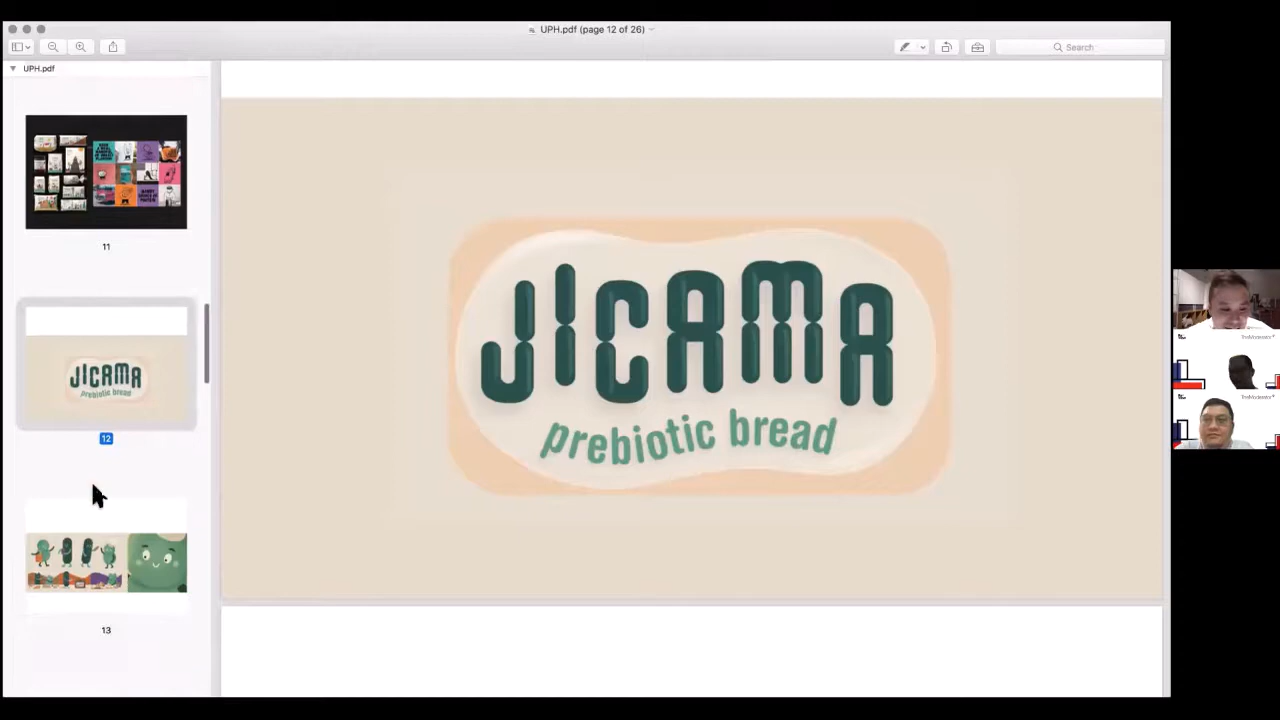 UPH.pdf (page 12 of 26)
Search
UPH.pdf
11
JICAMA
prebiotic bread
12
13
JICAMA
prebiotic bread